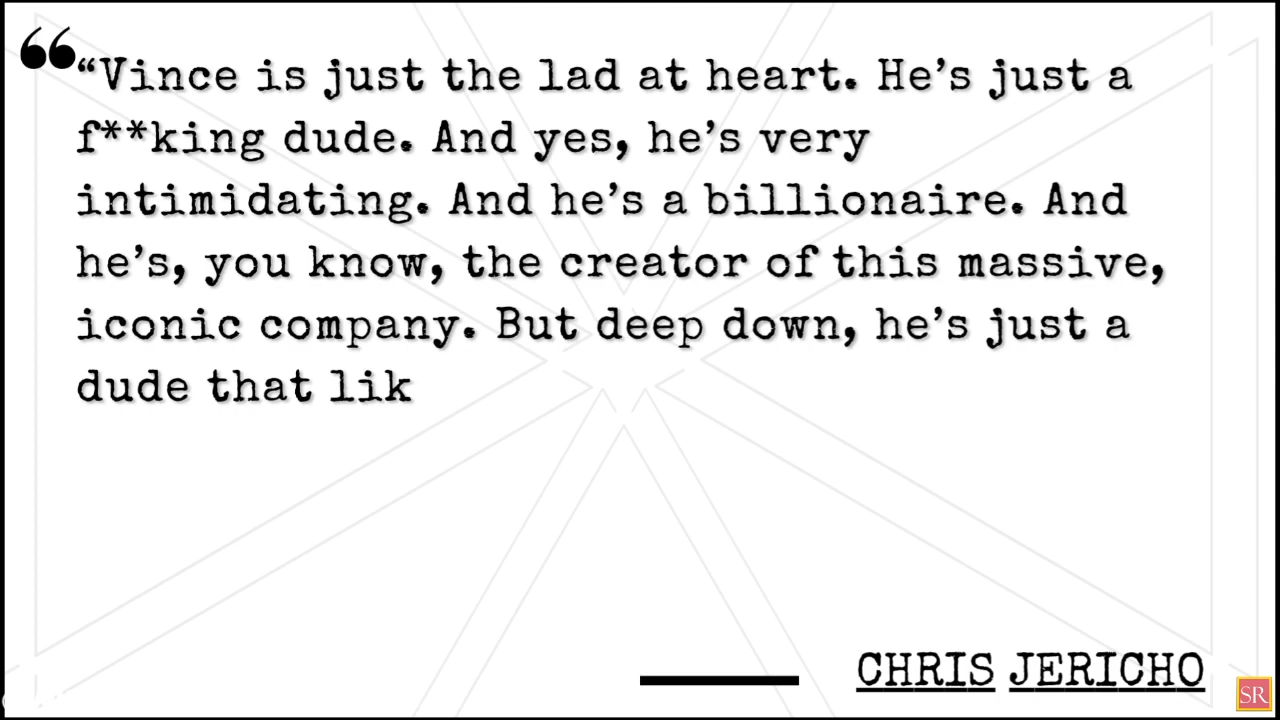 “Vince is just the lad at heart. He’s just a
f**king dude. And yes, he’s very
intimidating. And he’s a billionaire. And
he’s, you know, the creator of this massive,
iconic company. But deep down, he’s just a
dude that lik
CHRIS JERICHO
SR